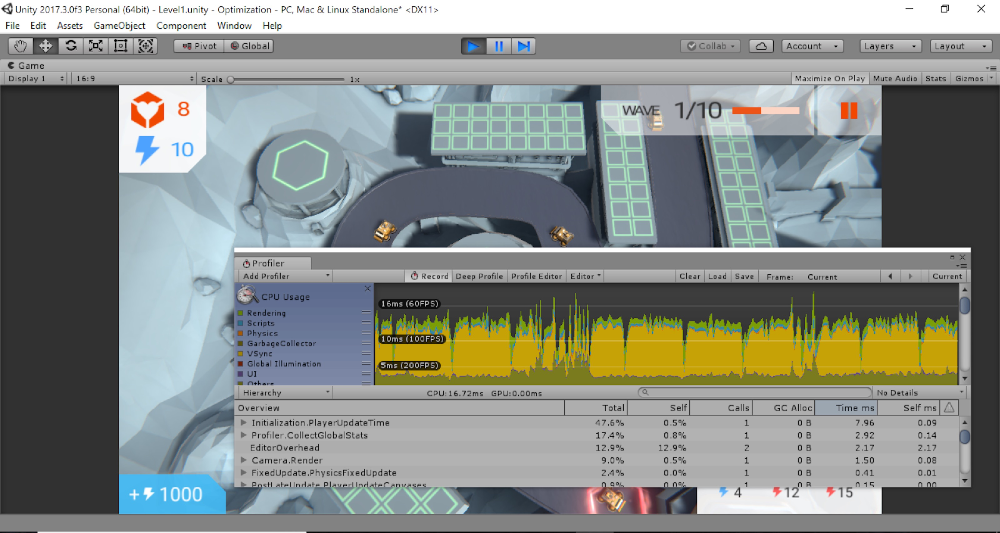 Unity 2017.3.0f3 Personal (64bit) - Level1.unity - Optimization - PC, Mac & Linux Standalone* <DX11>
File Edit Assets GameObject Component Window Help
Pivot Global Collab Account Layers Layout
Game
Display 1 16:9 Scale 1x Maximize On Play Mute Audio Stats Gizmos
8
WAVE 1/10
10
Profiler
Add Profiler Record Deep Profile Profile Editor Editor Clear Load Save Frame: Current Current
CPU Usage
16ms (60FPS)
Rendering
Scripts
Physics
10ms (100FPS)
GarbageCollector
VSync
Global Illumination
5ms (200FPS)
UI
Others
Hierarchy CPU:16.72ms GPU:0.00ms No Details
Overview Total Self Calls GC Alloc Time ms Self ms
Initialization.PlayerUpdateTime 47.6% 0.5% 1 0 B 7.96 0.09
Profiler.CollectGlobalStats 17.4% 0.8% 1 0 B 2.92 0.14
EditorOverhead 12.9% 12.9% 2 0 B 2.17 2.17
Camera.Render 9.0% 0.5% 1 0 B 1.50 0.08
FixedUpdate.PhysicsFixedUpdate 2.4% 0.0% 1 0 B 0.41 0.01
PostLateUpdate.PlayerUpdateCanvases 0.9% 0.0% 1 0 B 0.15 0.00
+ 1000
4 12 15